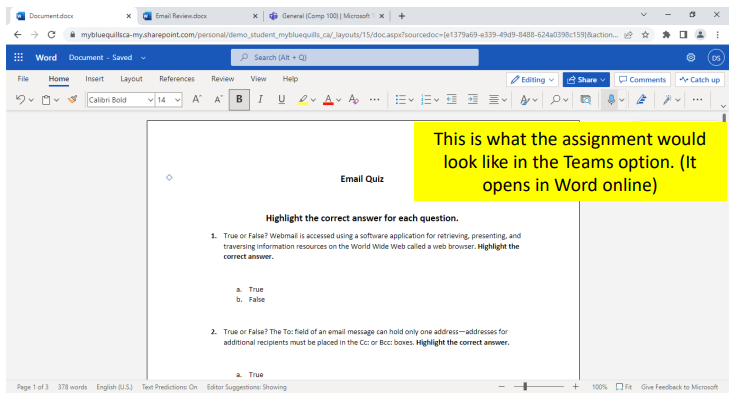 Document.docx
Email Review.docx
General (Comp 100) | Microsoft T
mybluequillsca-my.sharepoint.com/personal/demo_student_mybluequills_ca/_layouts/15/doc.aspx?sourcedoc={e1379a69-e339-49d9-8488-624a0398c159}&action...
Word Document - Saved
Search (Alt + Q)
DS
File Home Insert Layout References Review View Help
Editing Share Comments Catch up
Calibri Bold 14 A A B I U A
This is what the assignment would
look like in the Teams option. (It
opens in Word online)
Email Quiz
Highlight the correct answer for each question.
1. True or False? Webmail is accessed using a software application for retrieving, presenting, and
traversing information resources on the World Wide Web called a web browser. Highlight the
correct answer.
a. True
b. False
2. True or False? The To: field of an email message can hold only one address—addresses for
additional recipients must be placed in the Cc: or Bcc: boxes. Highlight the correct answer.
a. True
Page 1 of 3 378 words English (U.S.) Text Predictions: On Editor Suggestions: Showing
100% Fit Give Feedback to Microsoft